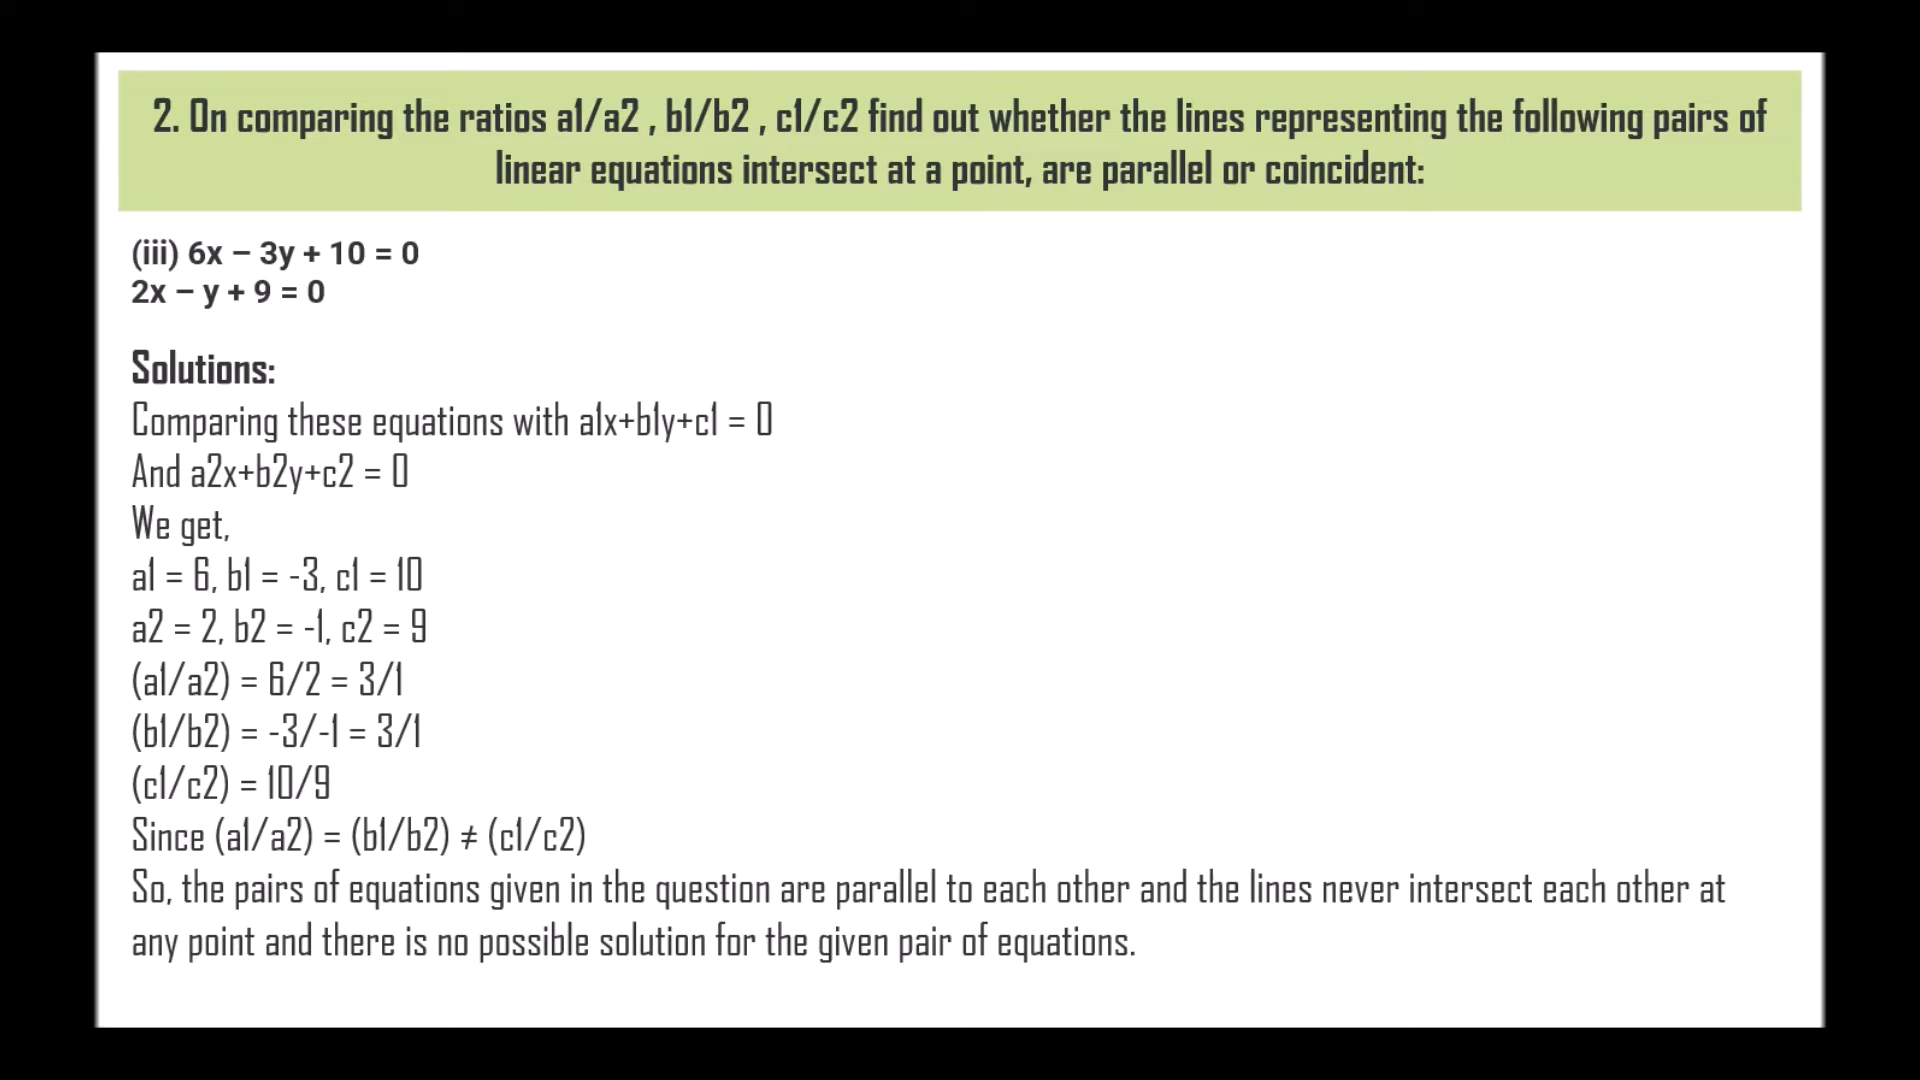 2. On comparing the ratios a1/a2 , b1/b2 , c1/c2 find out whether the lines representing the following pairs of
linear equations intersect at a point, are parallel or coincident:
(iii) 6x – 3y + 10 = 0
2x – y + 9 = 0
Solutions:
Comparing these equations with a1x+b1y+c1 = 0
And a2x+b2y+c2 = 0
We get,
a1 = 6, b1 = -3, c1 = 10
a2 = 2, b2 = -1, c2 = 9
(a1/a2) = 6/2 = 3/1
(b1/b2) = -3/-1 = 3/1
(c1/c2) = 10/9
Since (a1/a2) = (b1/b2) ≠ (c1/c2)
So, the pairs of equations given in the question are parallel to each other and the lines never intersect each other at
any point and there is no possible solution for the given pair of equations.